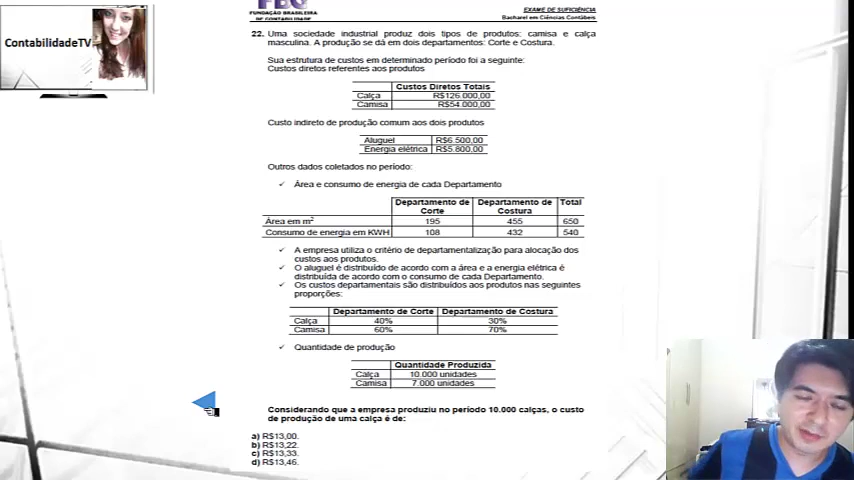 FUNDAÇÃO BRASILEIRA
DE CONTABILIDADE
EXAME DE SUFICIÊNCIA
Bacharel em Ciências Contábeis
ContabilidadeTV
22. Uma sociedade industrial produz dois tipos de produtos: camisa e calça
masculina. A produção se dá em dois departamentos: Corte e Costura.
Sua estrutura de custos em determinado período foi a seguinte:
Custos diretos referentes aos produtos
Custos Diretos Totais
Calça R$126.000,00
Camisa R$54.000,00
Custo indireto de produção comum aos dois produtos
Aluguel R$6.500,00
Energia elétrica R$5.800,00
Outros dados coletados no período:
✓ Área e consumo de energia de cada Departamento
Departamento de Corte Departamento de Costura Total
Área em m² 195 455 650
Consumo de energia em KWH 108 432 540
✓ A empresa utiliza o critério de departamentalização para alocação dos
custos aos produtos.
✓ O aluguel é distribuído de acordo com a área e a energia elétrica é
distribuída de acordo com o consumo de cada Departamento.
✓ Os custos departamentais são distribuídos aos produtos nas seguintes
proporções:
Departamento de Corte Departamento de Costura
Calça 40% 30%
Camisa 60% 70%
✓ Quantidade de produção
Quantidade Produzida
Calça 10.000 unidades
Camisa 7.000 unidades
Considerando que a empresa produziu no período 10.000 calças, o custo
de produção de uma calça é de:
a) R$13,00.
b) R$13,22.
c) R$13,33.
d) R$13,46.